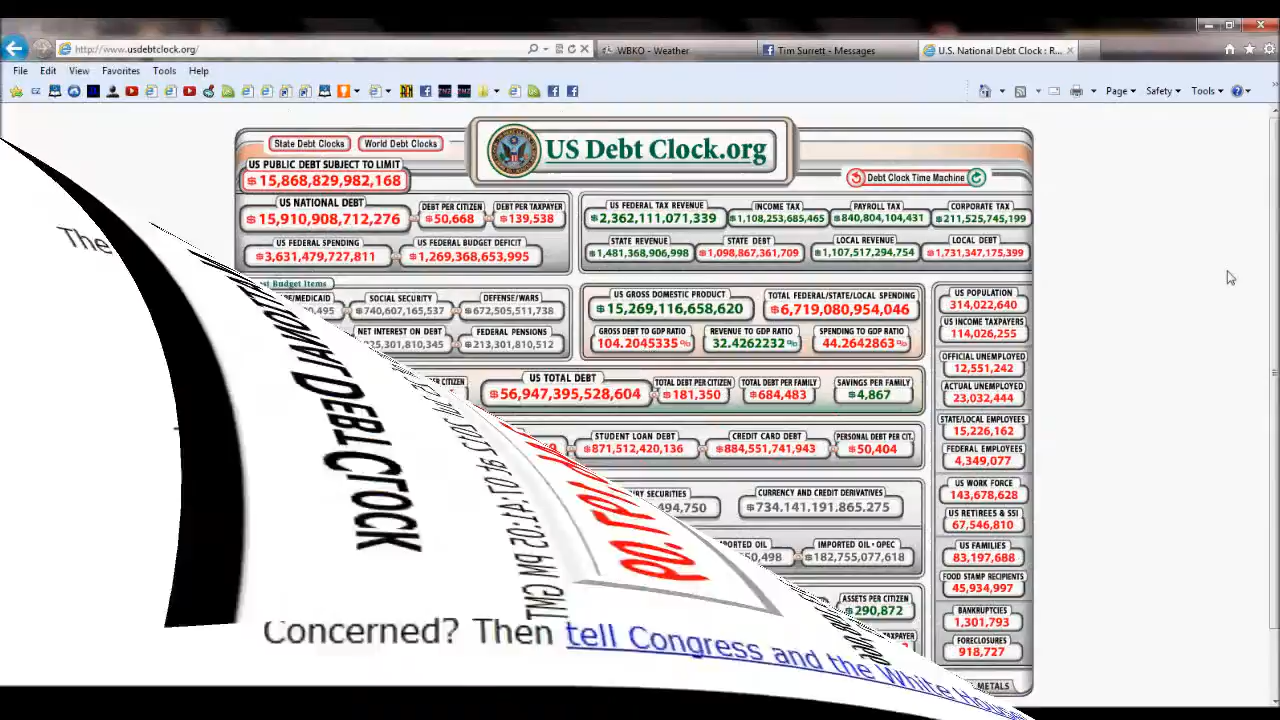 http://www.usdebtclock.org/
WBKO - Weather
Tim Surrett - Messages
U.S. National Debt Clock : R...
File Edit View Favorites Tools Help
Page Safety Tools
State Debt Clocks World Debt Clocks
US Debt Clock.org
Debt Clock Time Machine
US PUBLIC DEBT SUBJECT TO LIMIT
$15,868,829,982,168
US NATIONAL DEBT
$15,910,908,712,276
DEBT PER CITIZEN
$50,668
DEBT PER TAXPAYER
$139,538
US FEDERAL SPENDING
$3,631,479,727,811
US FEDERAL BUDGET DEFICIT
$1,269,368,653,995
US FEDERAL TAX REVENUE
$2,362,111,071,339
INCOME TAX
$1,108,253,685,465
PAYROLL TAX
$840,804,104,431
CORPORATE TAX
$211,525,745,199
STATE REVENUE
$1,481,368,906,998
STATE DEBT
$1,098,867,361,709
LOCAL REVENUE
$1,107,517,294,754
LOCAL DEBT
$1,731,347,175,399
Budget Items
SOCIAL SECURITY
$740,607,165,537
DEFENSE/WARS
$672,505,511,738
NET INTEREST ON DEBT
FEDERAL PENSIONS
$213,301,810,512
US GROSS DOMESTIC PRODUCT
$15,269,116,658,620
TOTAL FEDERAL/STATE/LOCAL SPENDING
$6,719,080,954,046
GROSS DEBT TO GDP RATIO
104.2045335%
REVENUE TO GDP RATIO
32.4262232%
SPENDING TO GDP RATIO
44.2642863%
US TOTAL DEBT
$56,947,395,528,604
TOTAL DEBT PER CITIZEN
$181,350
TOTAL DEBT PER FAMILY
$684,483
SAVINGS PER FAMILY
$4,867
STUDENT LOAN DEBT
$871,512,420,136
CREDIT CARD DEBT
$884,551,741,943
PERSONAL DEBT PER CIT.
$50,404
SECURITIES
CURRENCY AND CREDIT DERIVATIVES
$734,141,191,865,275
OIL
IMPORTED OIL - OPEC
$182,755,077,618
ASSETS PER CITIZEN
$290,872
US POPULATION
314,022,640
US INCOME TAXPAYERS
114,026,255
OFFICIAL UNEMPLOYED
12,551,242
ACTUAL UNEMPLOYED
23,032,444
STATE/LOCAL EMPLOYEES
15,226,162
FEDERAL EMPLOYEES
4,349,077
US WORK FORCE
143,678,628
US RETIREES & SSI
67,546,810
US FAMILIES
83,197,688
FOOD STAMP RECIPIENTS
45,934,997
BANKRUPTCIES
1,301,793
FORECLOSURES
918,727
METALS
The
DEBT CLOCK
PM GMT
Concerned? Then tell Congress and the White House